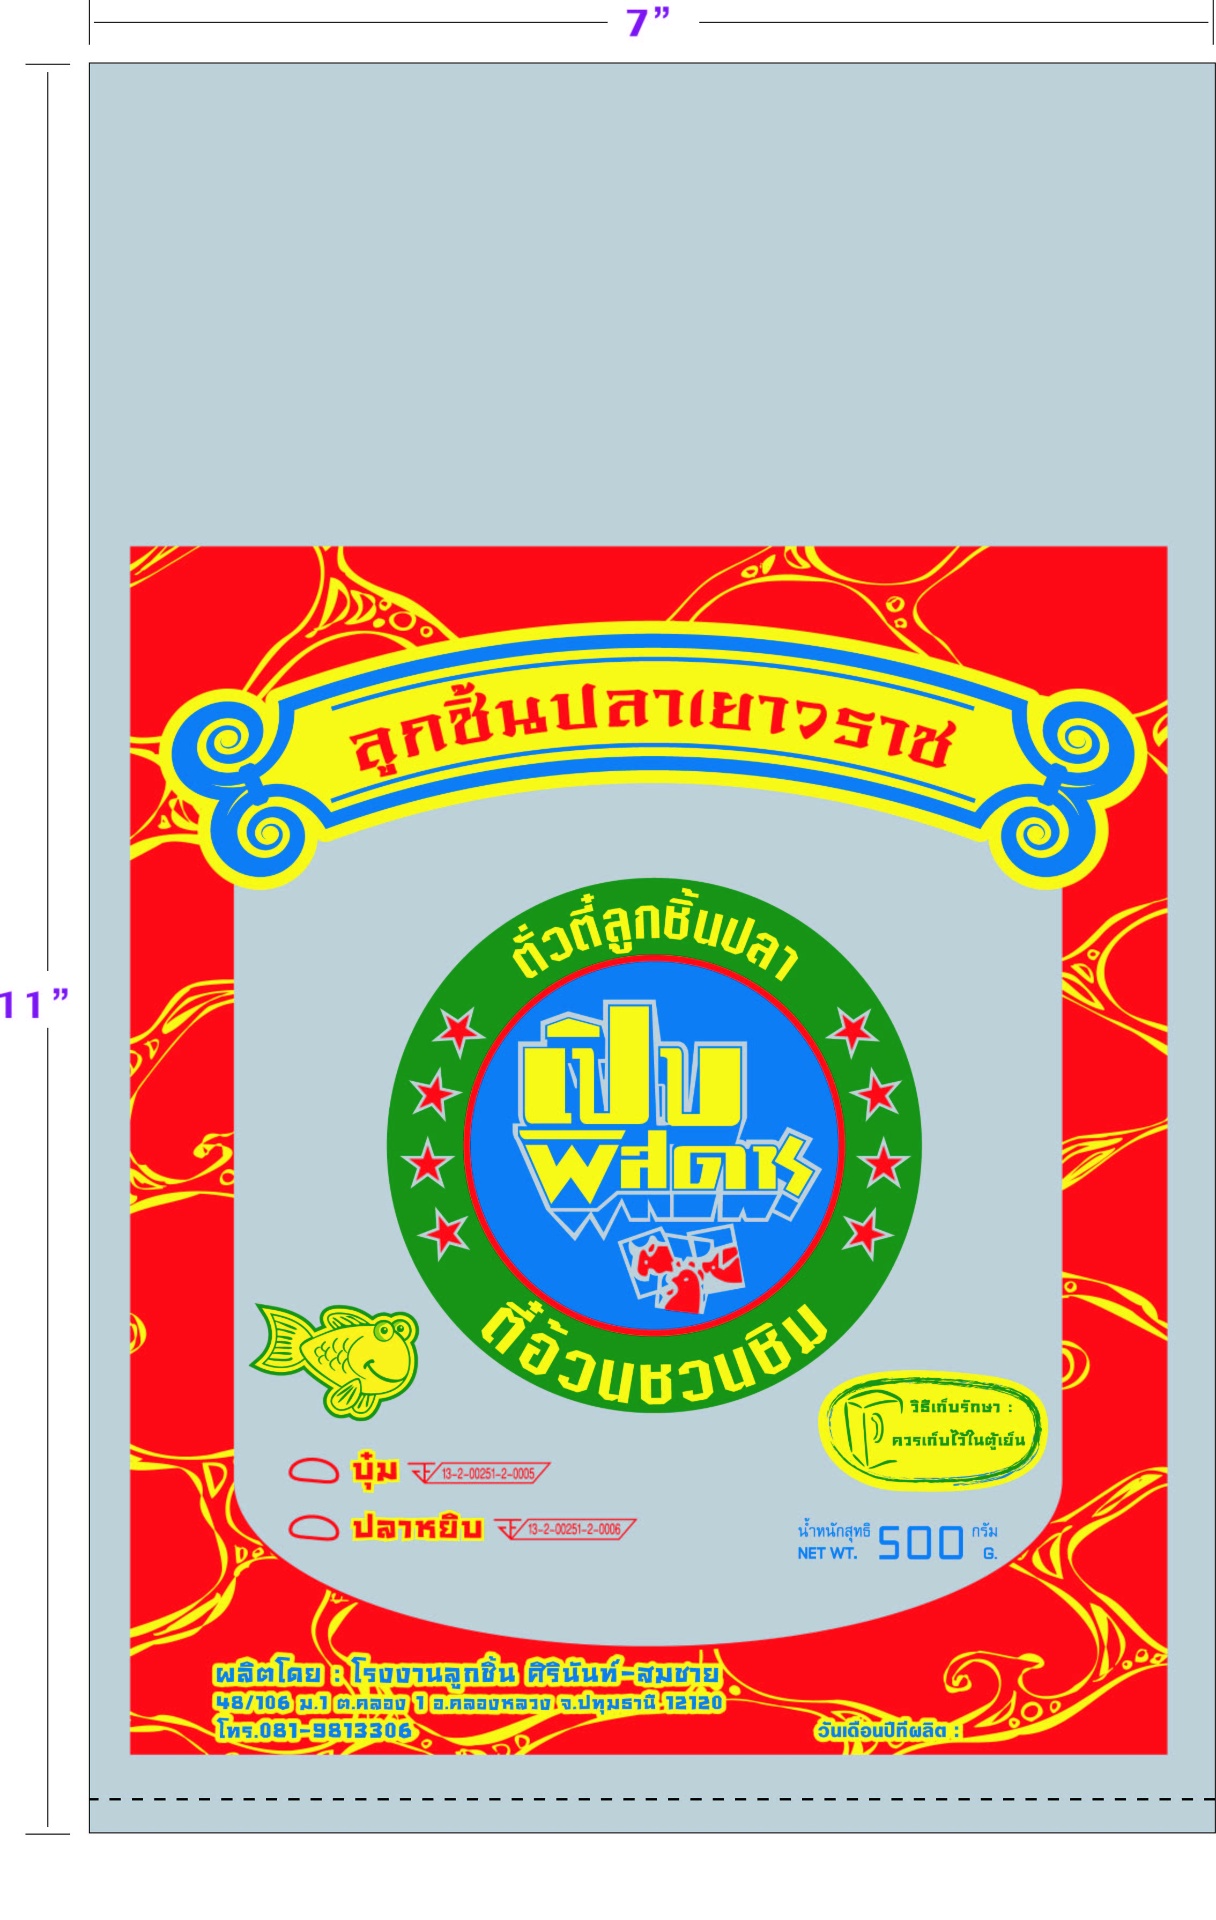 7”
11”
ลูกชิ้นปลาเยาวราช
ตั่วตี๋ลูกชิ้นปลา
เปิบ
พิสดาร
ตี๋อ้วนชวนชิม
วิธีเก็บรักษา :
ควรเก็บไว้ในตู้เย็น
บุ๋ม 13-2-00251-2-0005
ปลาหยิบ 13-2-00251-2-0006
น้ำหนักสุทธิ 500 กรัม
NET WT. G.
ผลิตโดย : โรงงานลูกชิ้น ศิรินันท์-สมชาย
48/106 ม.1 ต.คลอง 1 อ.คลองหลวง จ.ปทุมธานี 12120
โทร.081-9813306
วันเดือนปีที่ผลิต :